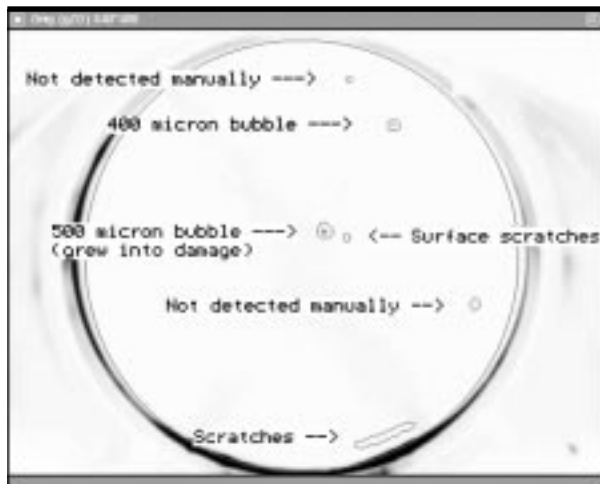 Not detected manually --->
400 micron bubble --->
500 micron bubble --->
(grew into damage)
<-- Surface scratches
Not detected manually -->
Scratches -->